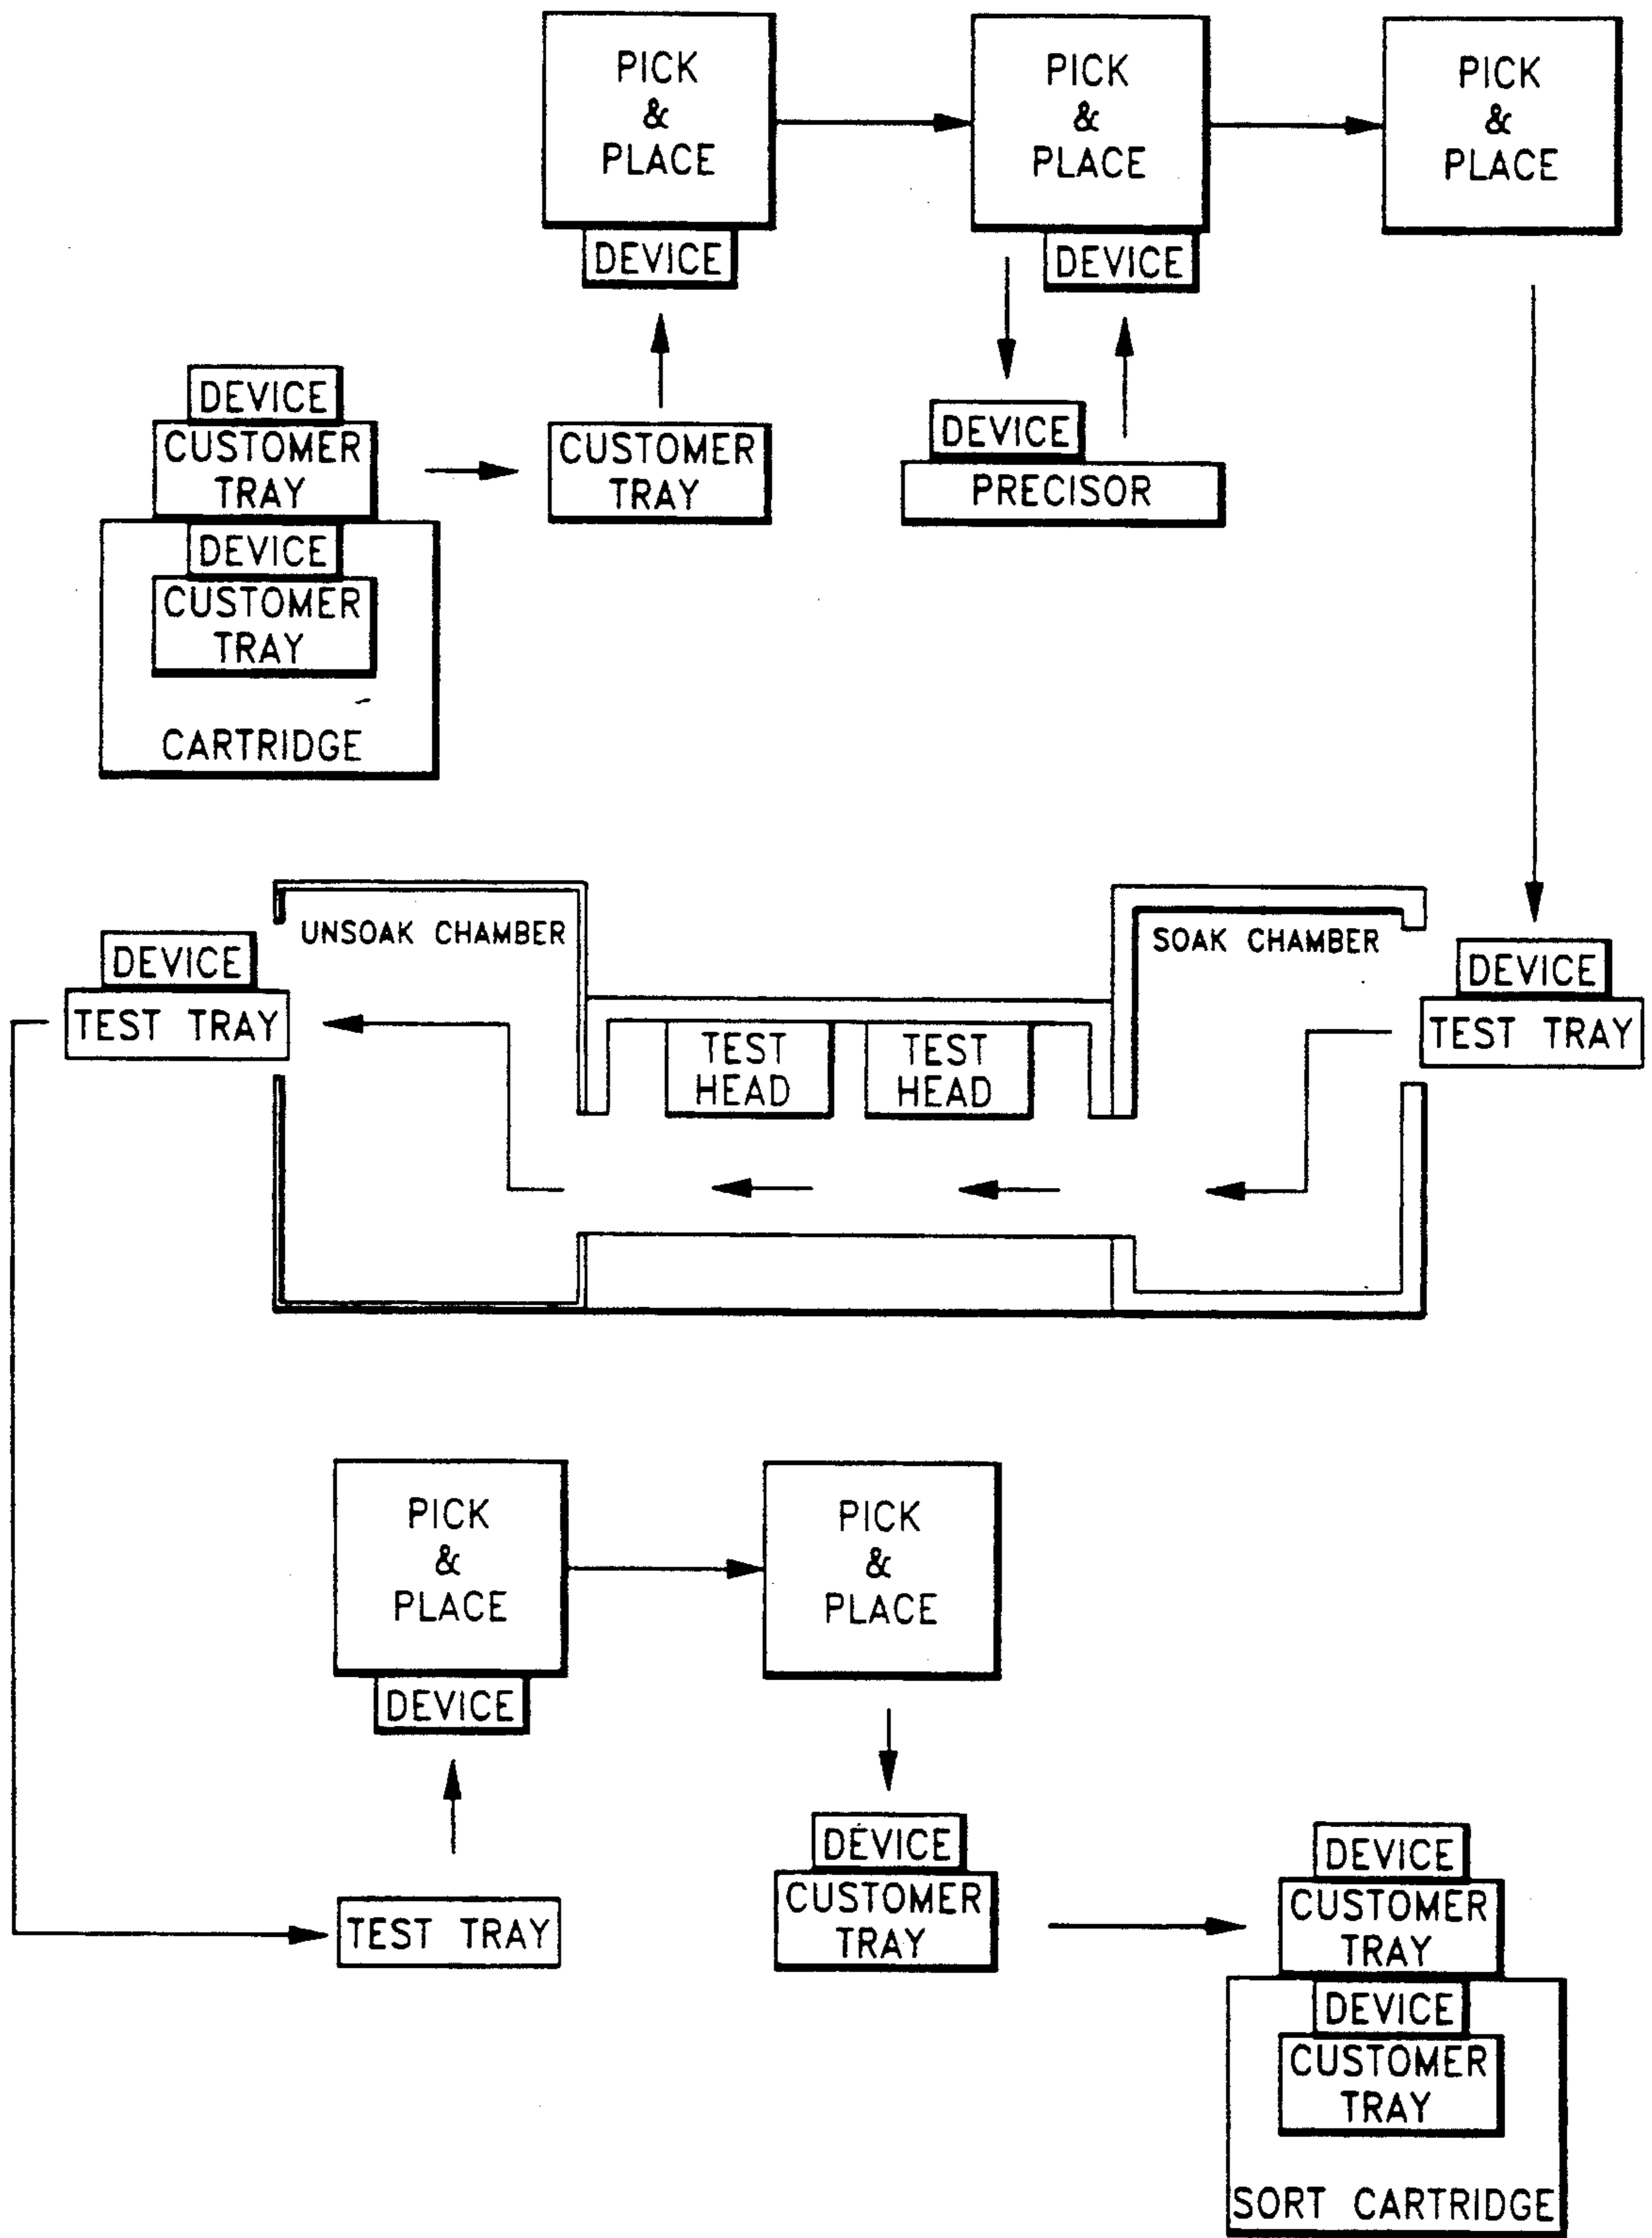 PICK
&
PLACE
PICK
&
PLACE
PICK
&
PLACE
DEVICE
DEVICE
DEVICE
CUSTOMER
TRAY
DEVICE
CUSTOMER
TRAY
CARTRIDGE
CUSTOMER
TRAY
DEVICE
PRECISOR
UNSOAK CHAMBER
SOAK CHAMBER
DEVICE
TEST TRAY
TEST
HEAD
TEST
HEAD
DEVICE
TEST TRAY
PICK
&
PLACE
PICK
&
PLACE
DEVICE
TEST TRAY
DEVICE
CUSTOMER
TRAY
DEVICE
CUSTOMER
TRAY
DEVICE
CUSTOMER
TRAY
SORT CARTRIDGE